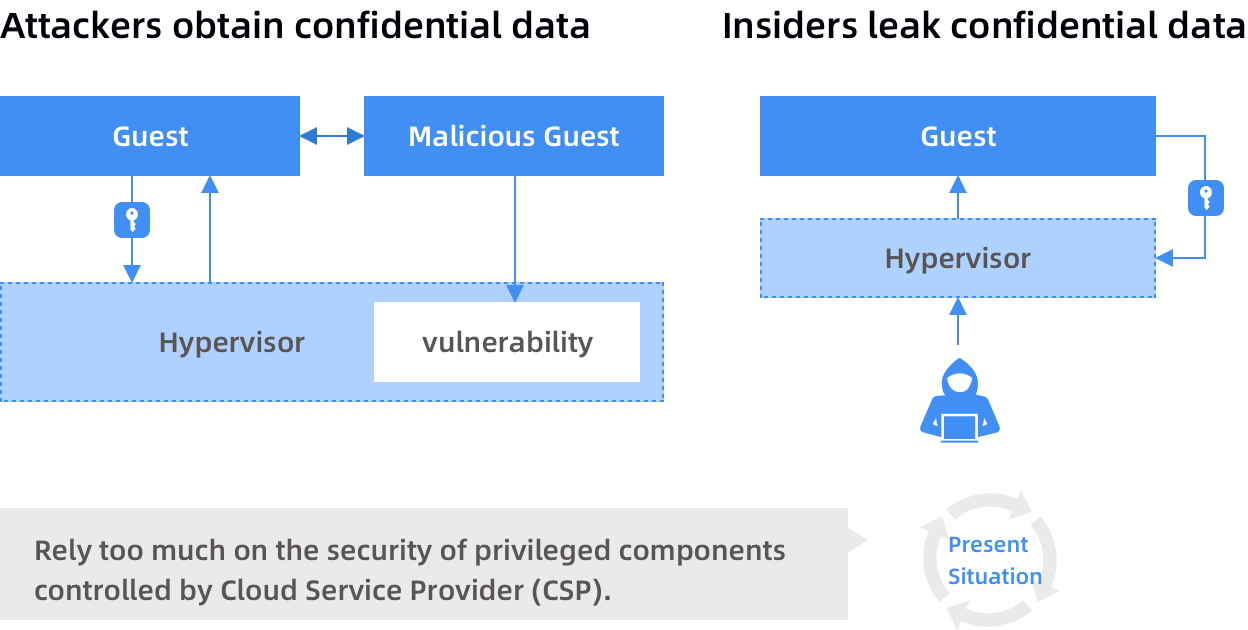 Attackers obtain confidential data
Insiders leak confidential data
Guest
Malicious Guest
Guest
Hypervisor
Hypervisor
vulnerability
Rely too much on the security of privileged components
controlled by Cloud Service Provider (CSP).
Present
Situation